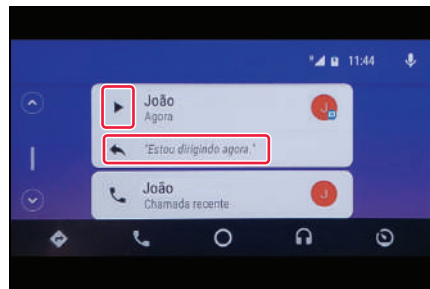 11:44
João
Agora
J
"Estou dirigindo agora."
João
Chamada recente
J